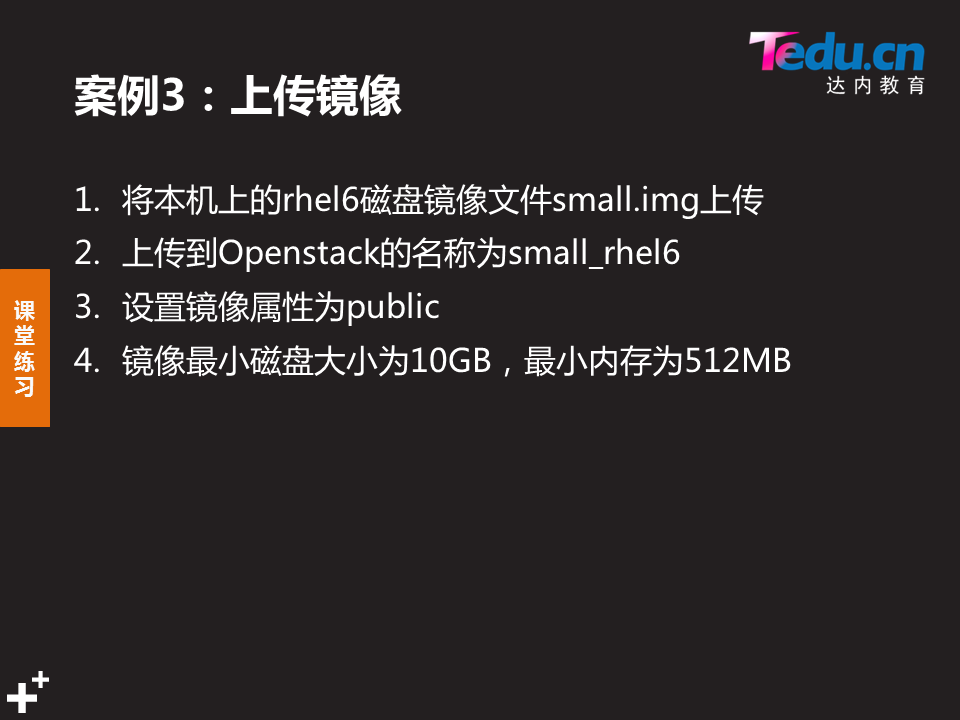 Tedu.cn
达内教育
案例3：上传镜像
1. 将本机上的rhel6磁盘镜像文件small.img上传
2. 上传到Openstack的名称为small_rhel6
3. 设置镜像属性为public
4. 镜像最小磁盘大小为10GB，最小内存为512MB
课
堂
练
习